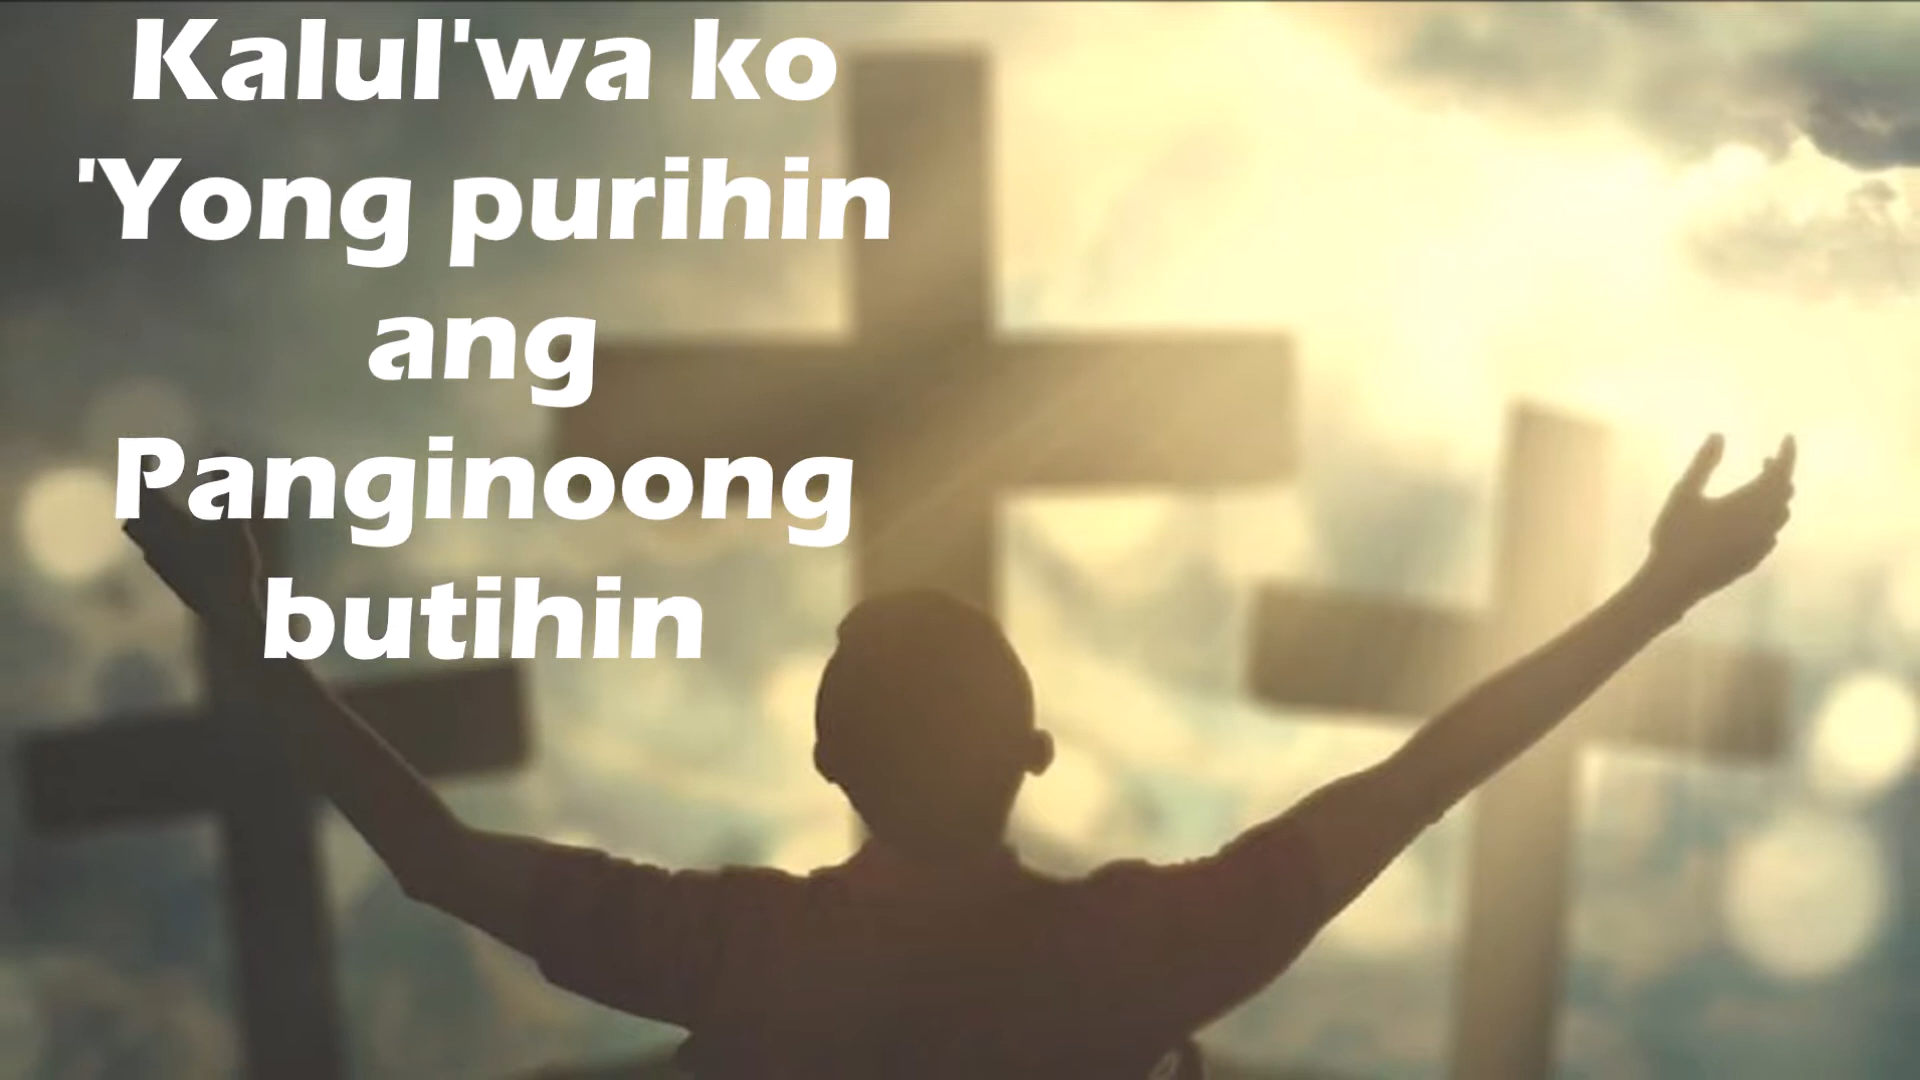 Kalul'wa ko
'Yong purihin
ang
Panginoong
butihin